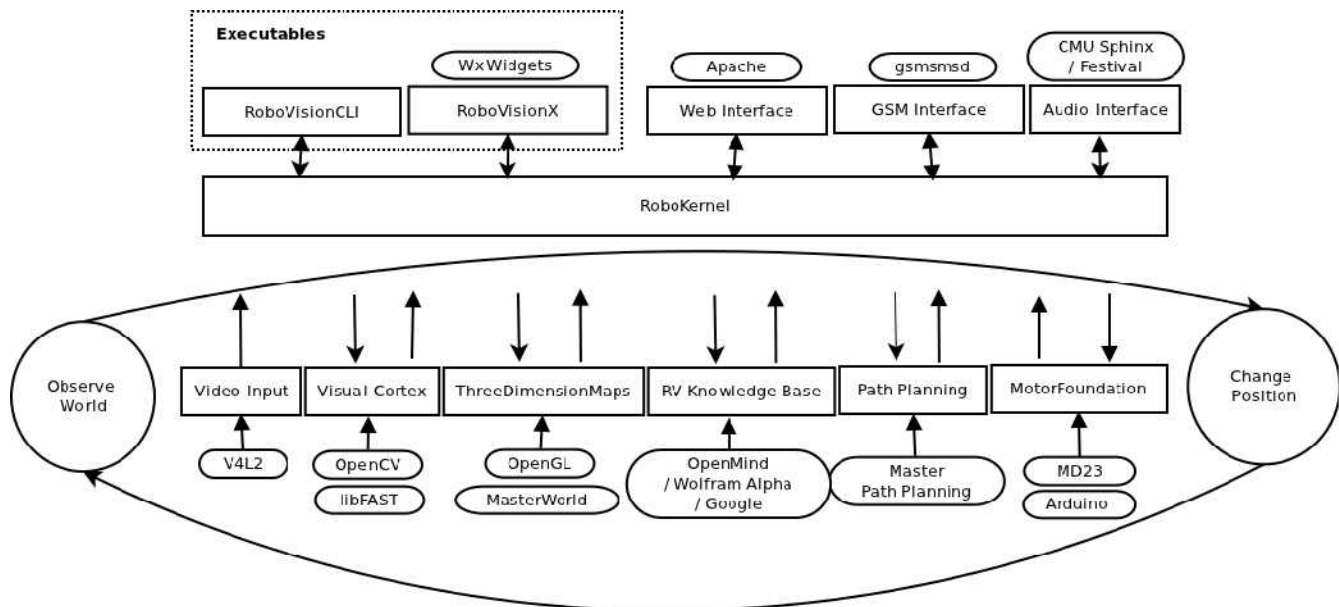 Executables
WxWidgets
Apache
gsmsmsd
CMU Sphinx
/ Festival
RoboVisionCLI
RoboVisionX
Web Interface
GSM Interface
Audio Interface
RoboKernel
Observe
World
Video Input
Visual Cortex
ThreeDimensionMaps
RV Knowledge Base
Path Planning
MotorFoundation
Change
Position
V4L2
OpenCV
libFAST
OpenGL
MasterWorld
OpenMind
/ Wolfram Alpha
/ Google
Master
Path Planning
MD23
Arduino